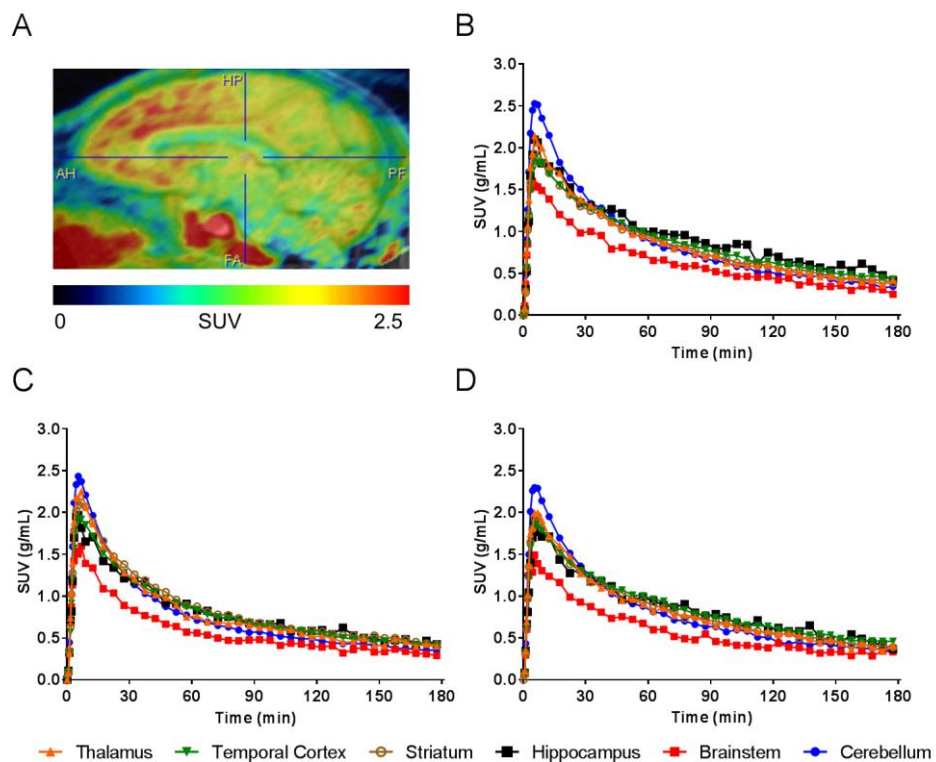 A
HP
AH
PF
FA
0 SUV 2.5
B
SUV (g/mL)
3.0
2.5
2.0
1.5
1.0
0.5
0.0
0 30 60 90 120 150 180
Time (min)
C
SUV (g/mL)
3.0
2.5
2.0
1.5
1.0
0.5
0.0
0 30 60 90 120 150 180
Time (min)
D
SUV (g/mL)
3.0
2.5
2.0
1.5
1.0
0.5
0.0
0 30 60 90 120 150 180
Time (min)
Thalamus Temporal Cortex Striatum Hippocampus Brainstem Cerebellum